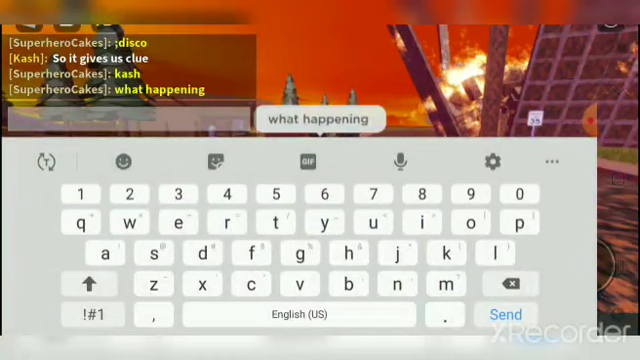 [SuperheroCakes]: ;disco
[Kash]: So it gives us clue
[SuperheroCakes]: kash
[SuperheroCakes]: what happening
what happening
GIF
1 2 3 4 5 6 7 8 9 0
q w e r t y u i o p
a s d f g h j k l
z x c v b n m
!#1 , English (US) . Send
XRecorder